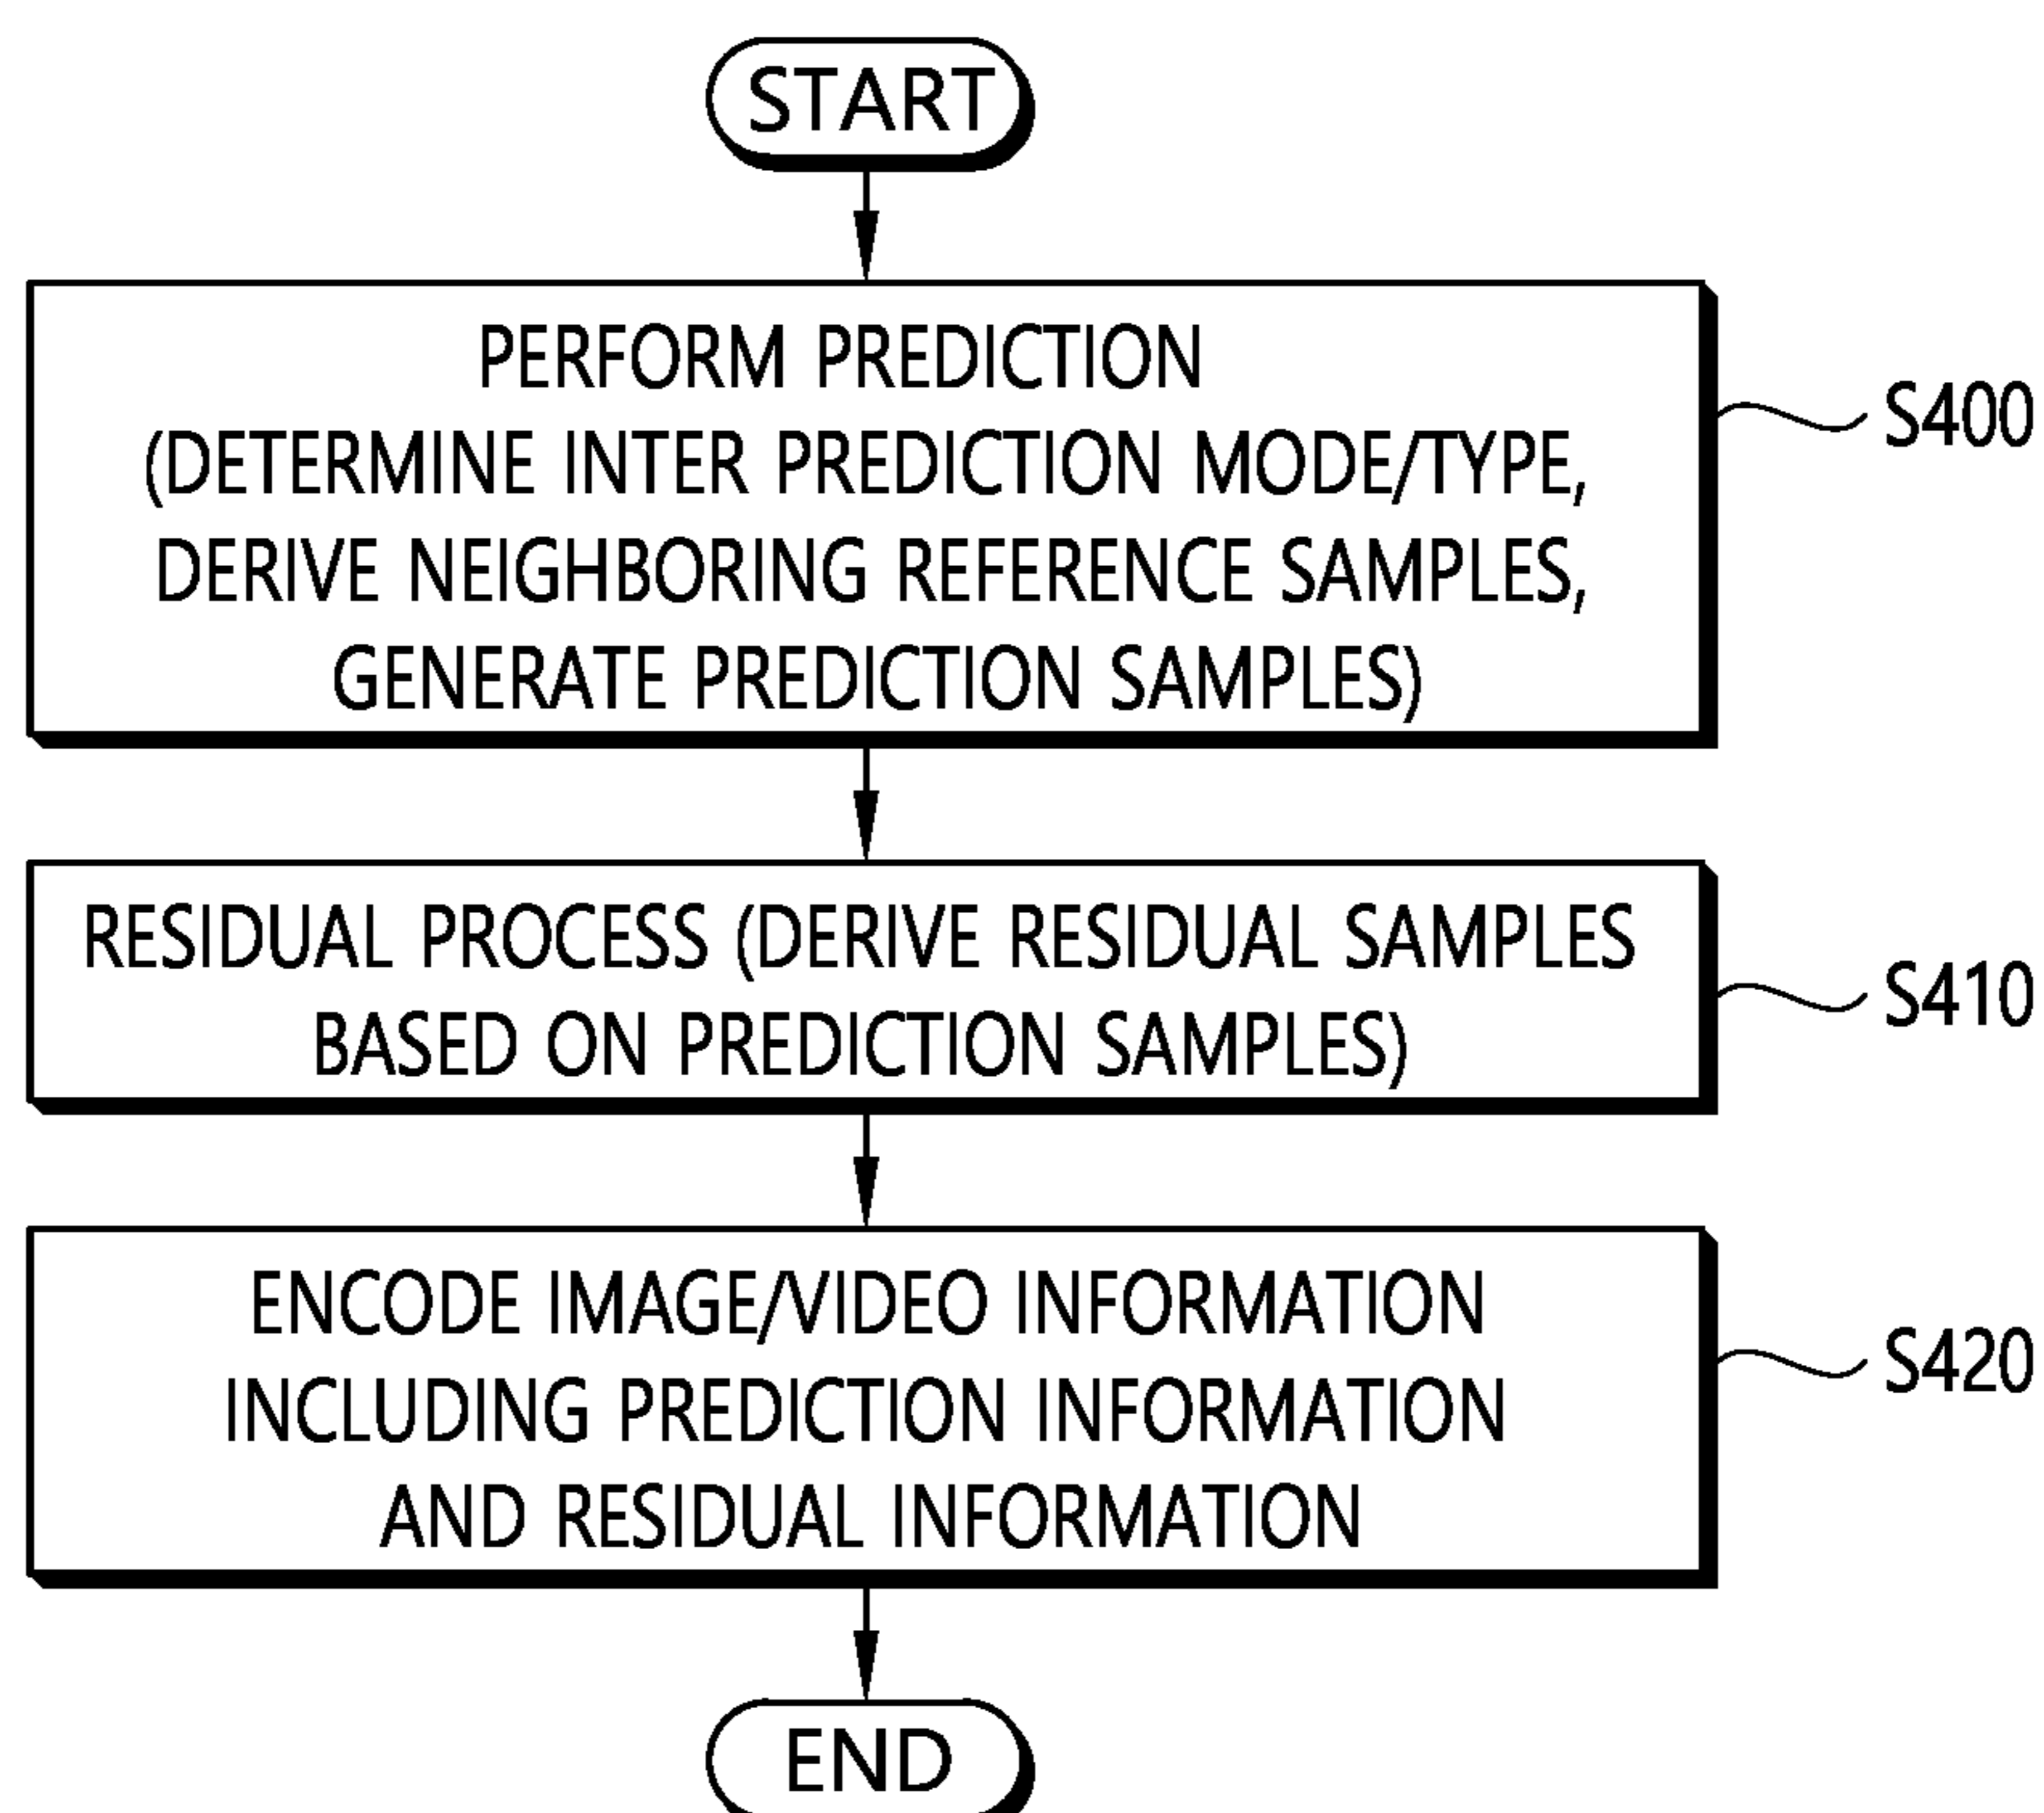 START
PERFORM PREDICTION
(DETERMINE INTER PREDICTION MODE/TYPE,
DERIVE NEIGHBORING REFERENCE SAMPLES,
GENERATE PREDICTION SAMPLES)
S400
RESIDUAL PROCESS (DERIVE RESIDUAL SAMPLES
BASED ON PREDICTION SAMPLES)
S410
ENCODE IMAGE/VIDEO INFORMATION
INCLUDING PREDICTION INFORMATION
AND RESIDUAL INFORMATION
S420
END